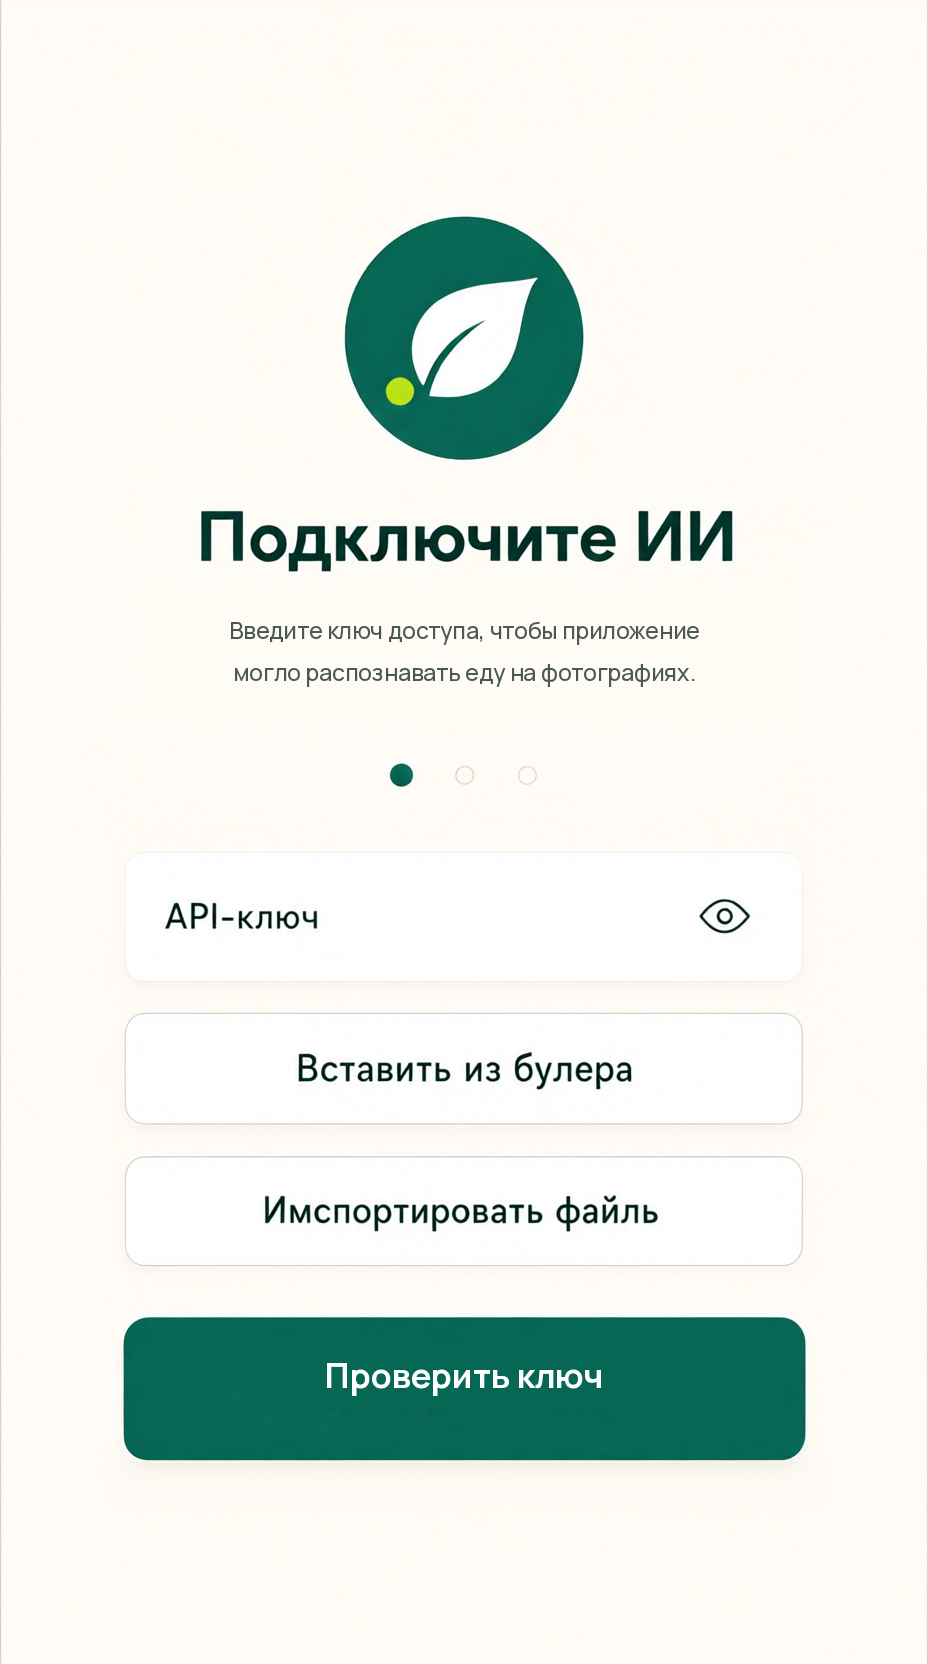 Подключите ИИ
Введите ключ доступа, чтобы приложение
могло распознавать еду на фотографиях.
API-ключ
Вставить из булера
Имспортировать файль
Проверить ключ